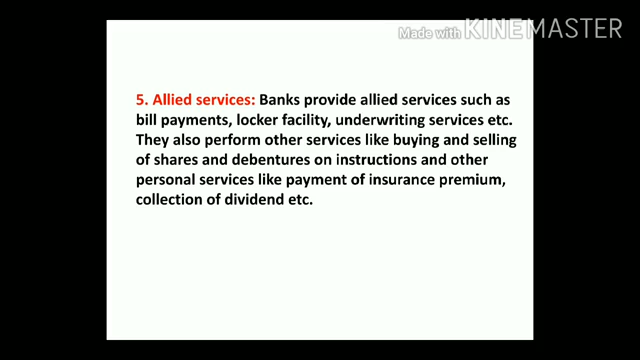 Made with KINEMASTER
5. Allied services: Banks provide allied services such as
bill payments, locker facility, underwriting services etc.
They also perform other services like buying and selling
of shares and debentures on instructions and other
personal services like payment of insurance premium,
collection of dividend etc.